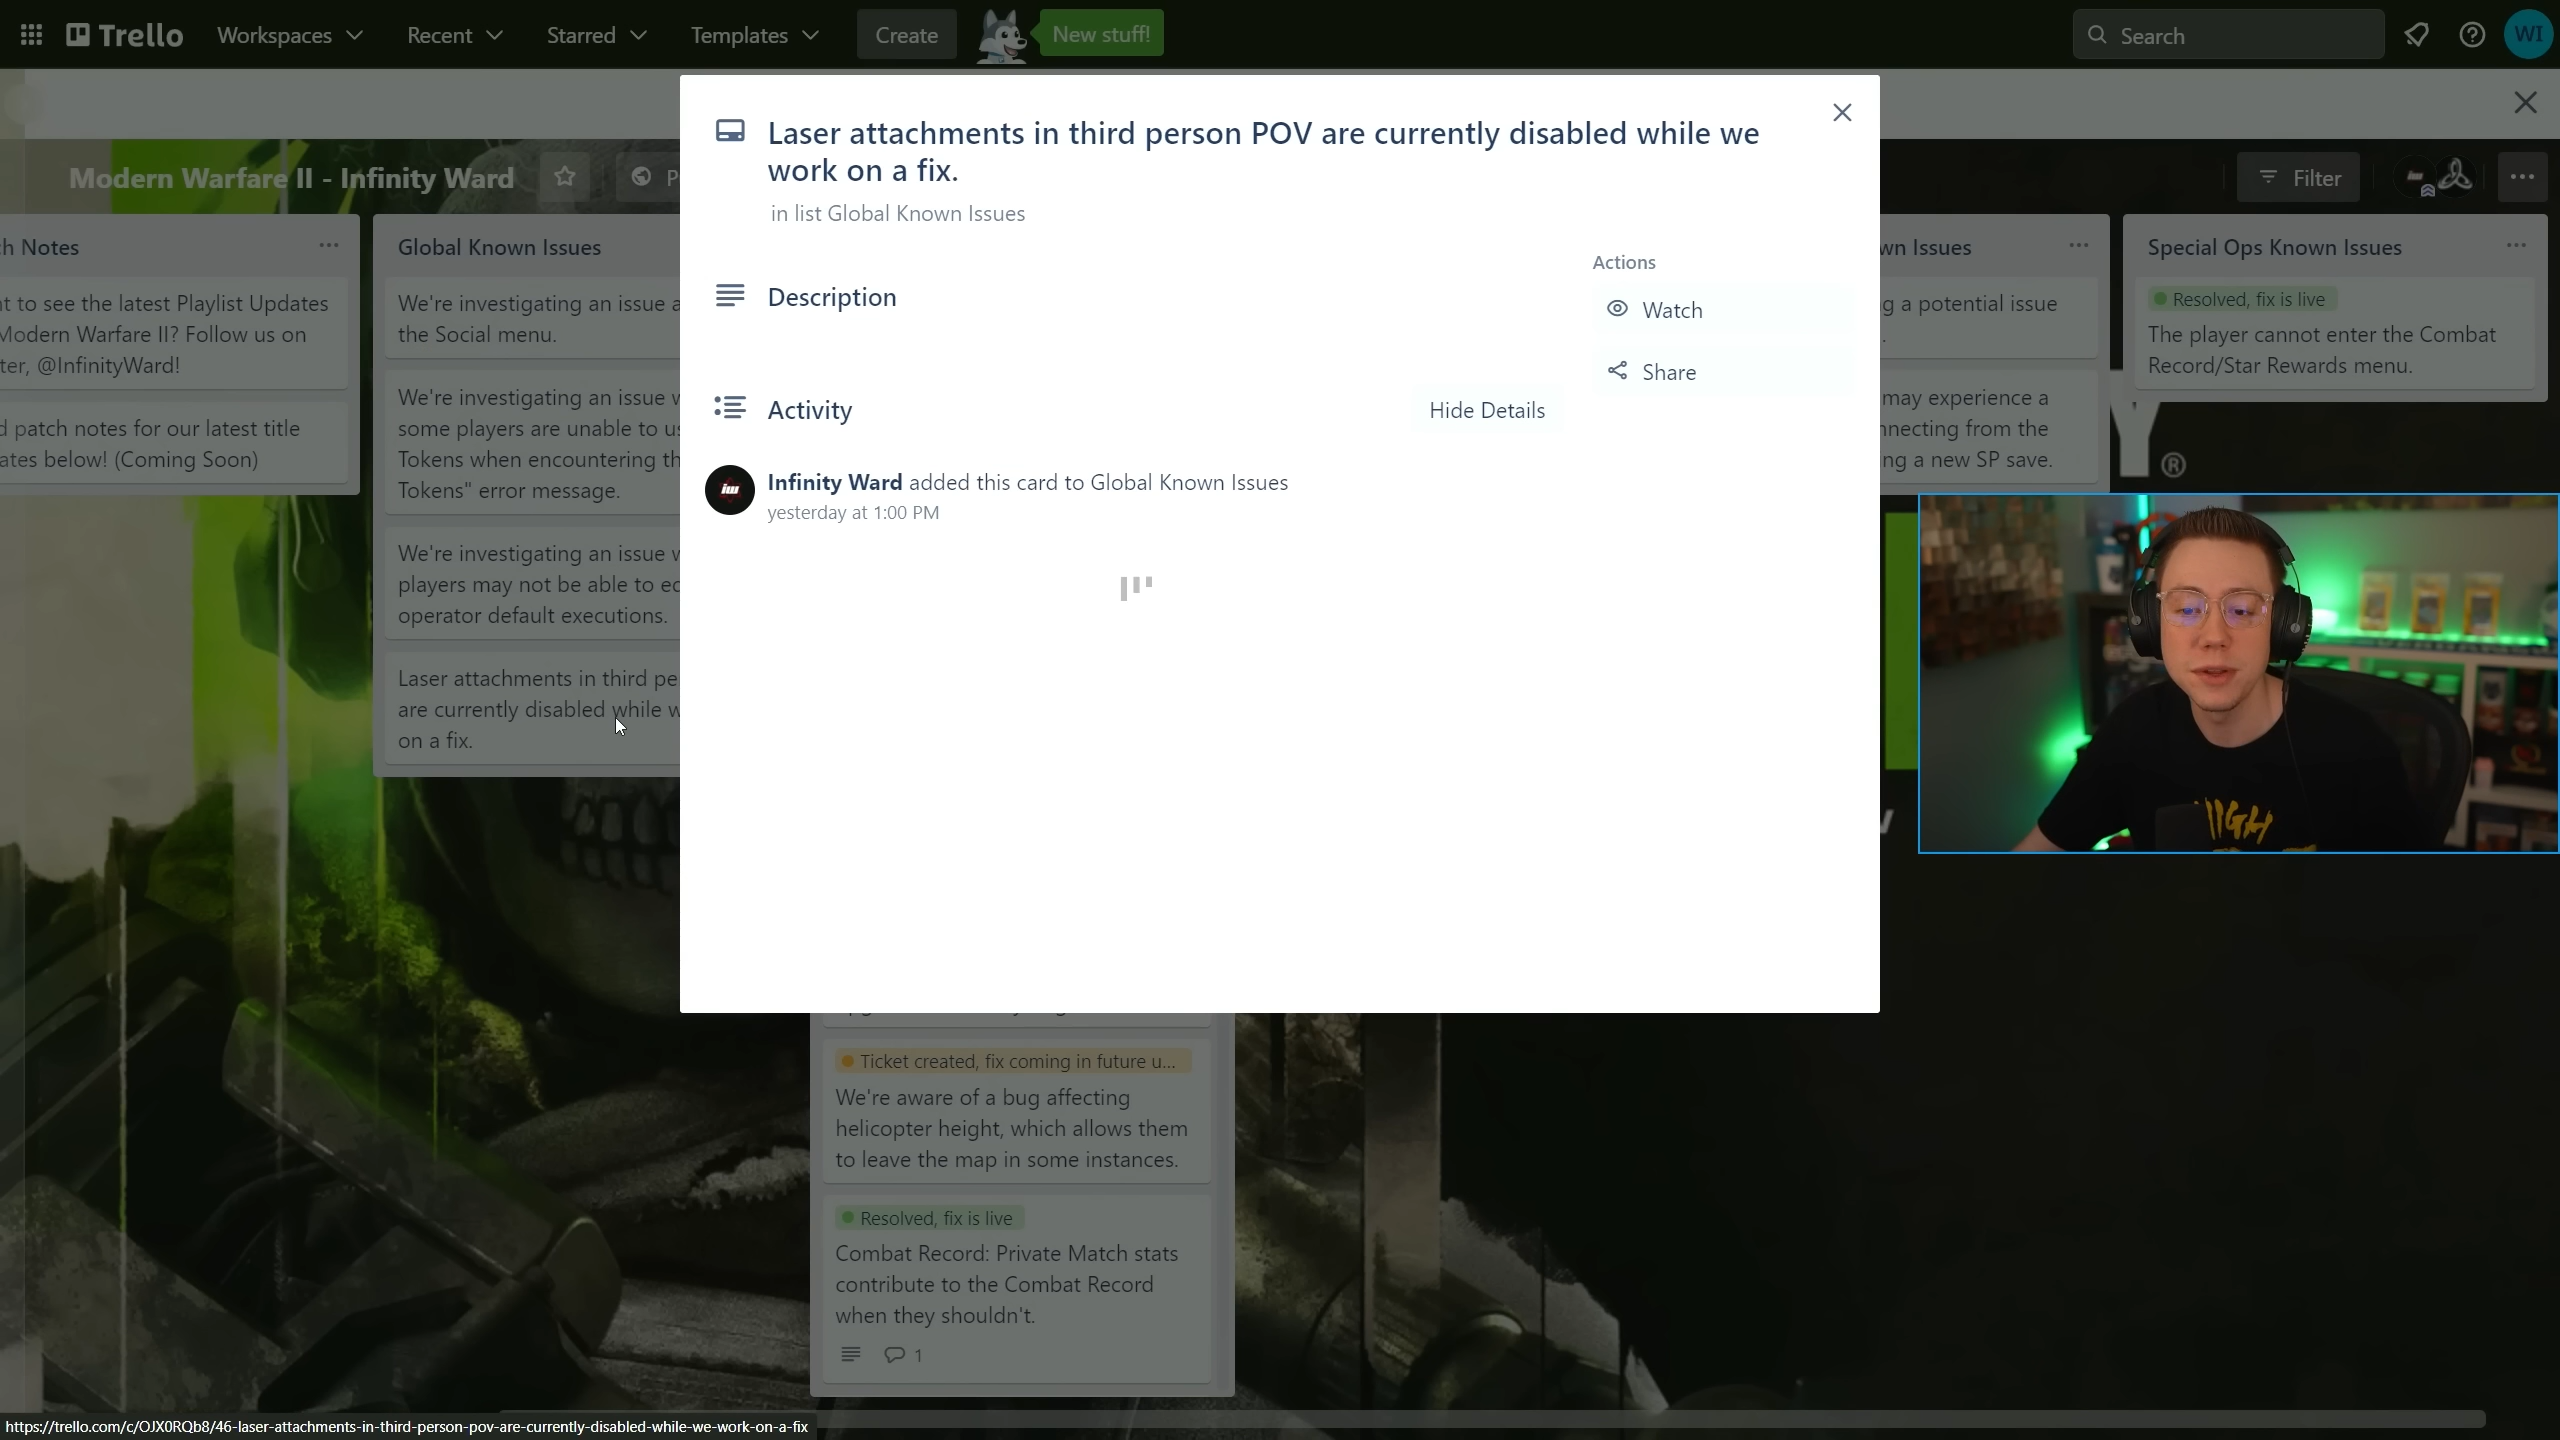 Trello
Workspaces
Recent
Starred
Templates
Create
New stuff!
Search
WI
Modern Warfare II - Infinity Ward
Filter
Laser attachments in third person POV are currently disabled while we
work on a fix.
in list Global Known Issues
Description
Actions
Watch
Share
Activity
Hide Details
Infinity Ward added this card to Global Known Issues
yesterday at 1:00 PM
ch Notes
nt to see the latest Playlist Updates
Modern Warfare II? Follow us on
ter, @InfinityWard!
d patch notes for our latest title
ates below! (Coming Soon)
Global Known Issues
We're investigating an issue
the Social menu.
We're investigating an issue
some players are unable to
Tokens when encountering
Tokens" error message.
We're investigating an issue
players may not be able to
operator default executions.
Laser attachments in third pe
are currently disabled while w
on a fix.
Ticket created, fix coming in future u...
We're aware of a bug affecting
helicopter height, which allows them
to leave the map in some instances.
Resolved, fix is live
Combat Record: Private Match stats
contribute to the Combat Record
when they shouldn't.
1
wn Issues
g a potential issue
may experience a
nnecting from the
ng a new SP save.
Special Ops Known Issues
Resolved, fix is live
The player cannot enter the Combat
Record/Star Rewards menu.
Y®
https://trello.com/c/OJX0RQb8/46-laser-attachments-in-third-person-pov-are-currently-disabled-while-we-work-on-a-fix